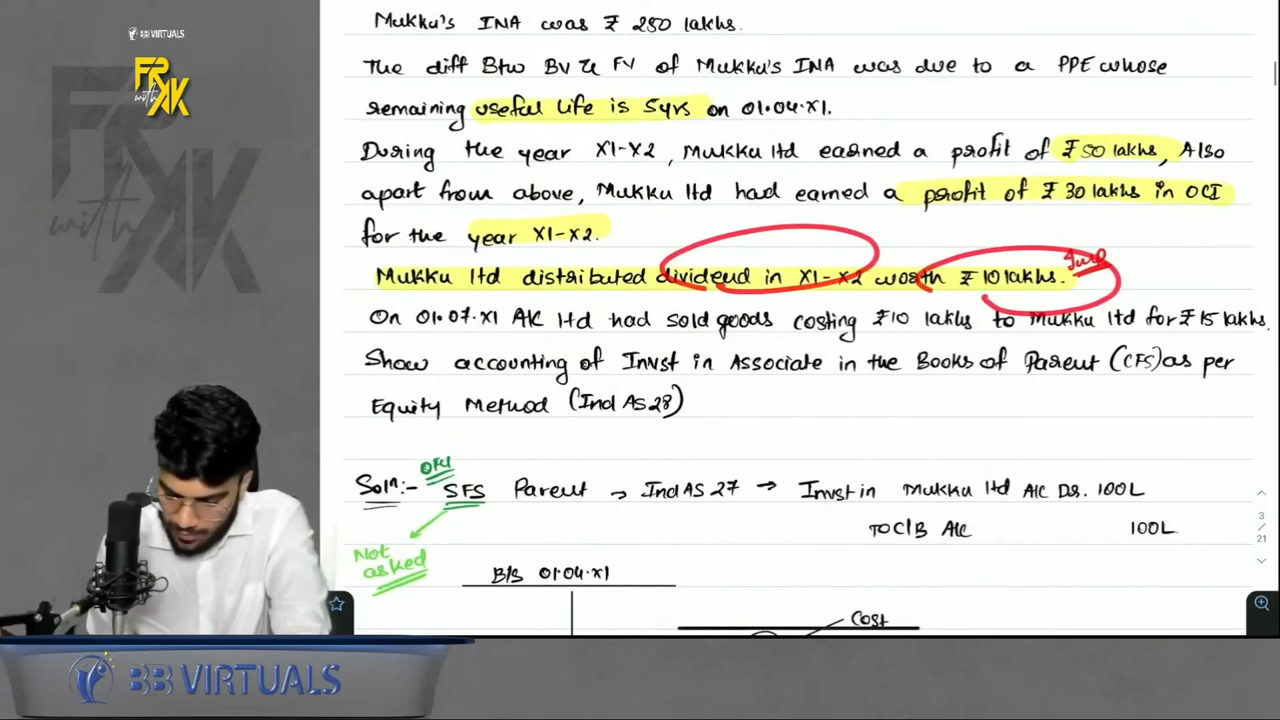 BB VIRTUALS
FR
with
AK
Mukku's INA was ₹ 250 lakhs.
The diff Btw BV & FV of Mukku's INA was due to a PPE whose
remaining useful life is 5yrs on 01.04.X1.
During the year X1-X2, Mukku ltd earned a profit of ₹50 lakhs, Also
apart from above, Mukku ltd had earned a profit of ₹ 30 lakhs in OCI
for the year X1-X2.
Mukku ltd distributed dividend in X1-X2 worth ₹10 lakhs.
Imp
On 01.07.X1 AK ltd had sold goods costing ₹10 lakhs to Mukku ltd for ₹15 lakhs.
Show accounting of Invst in Associate in the Books of Parent (CFS) as per
Equity Method (Ind AS 28)
Soln:- SFS Parent → Ind AS 27 → Invst in Mukku ltd A/C Dr. 100L
TO C/B A/C 100L
Not
asked
B/S 01.04.X1
Cost
3
/
21
BB VIRTUALS